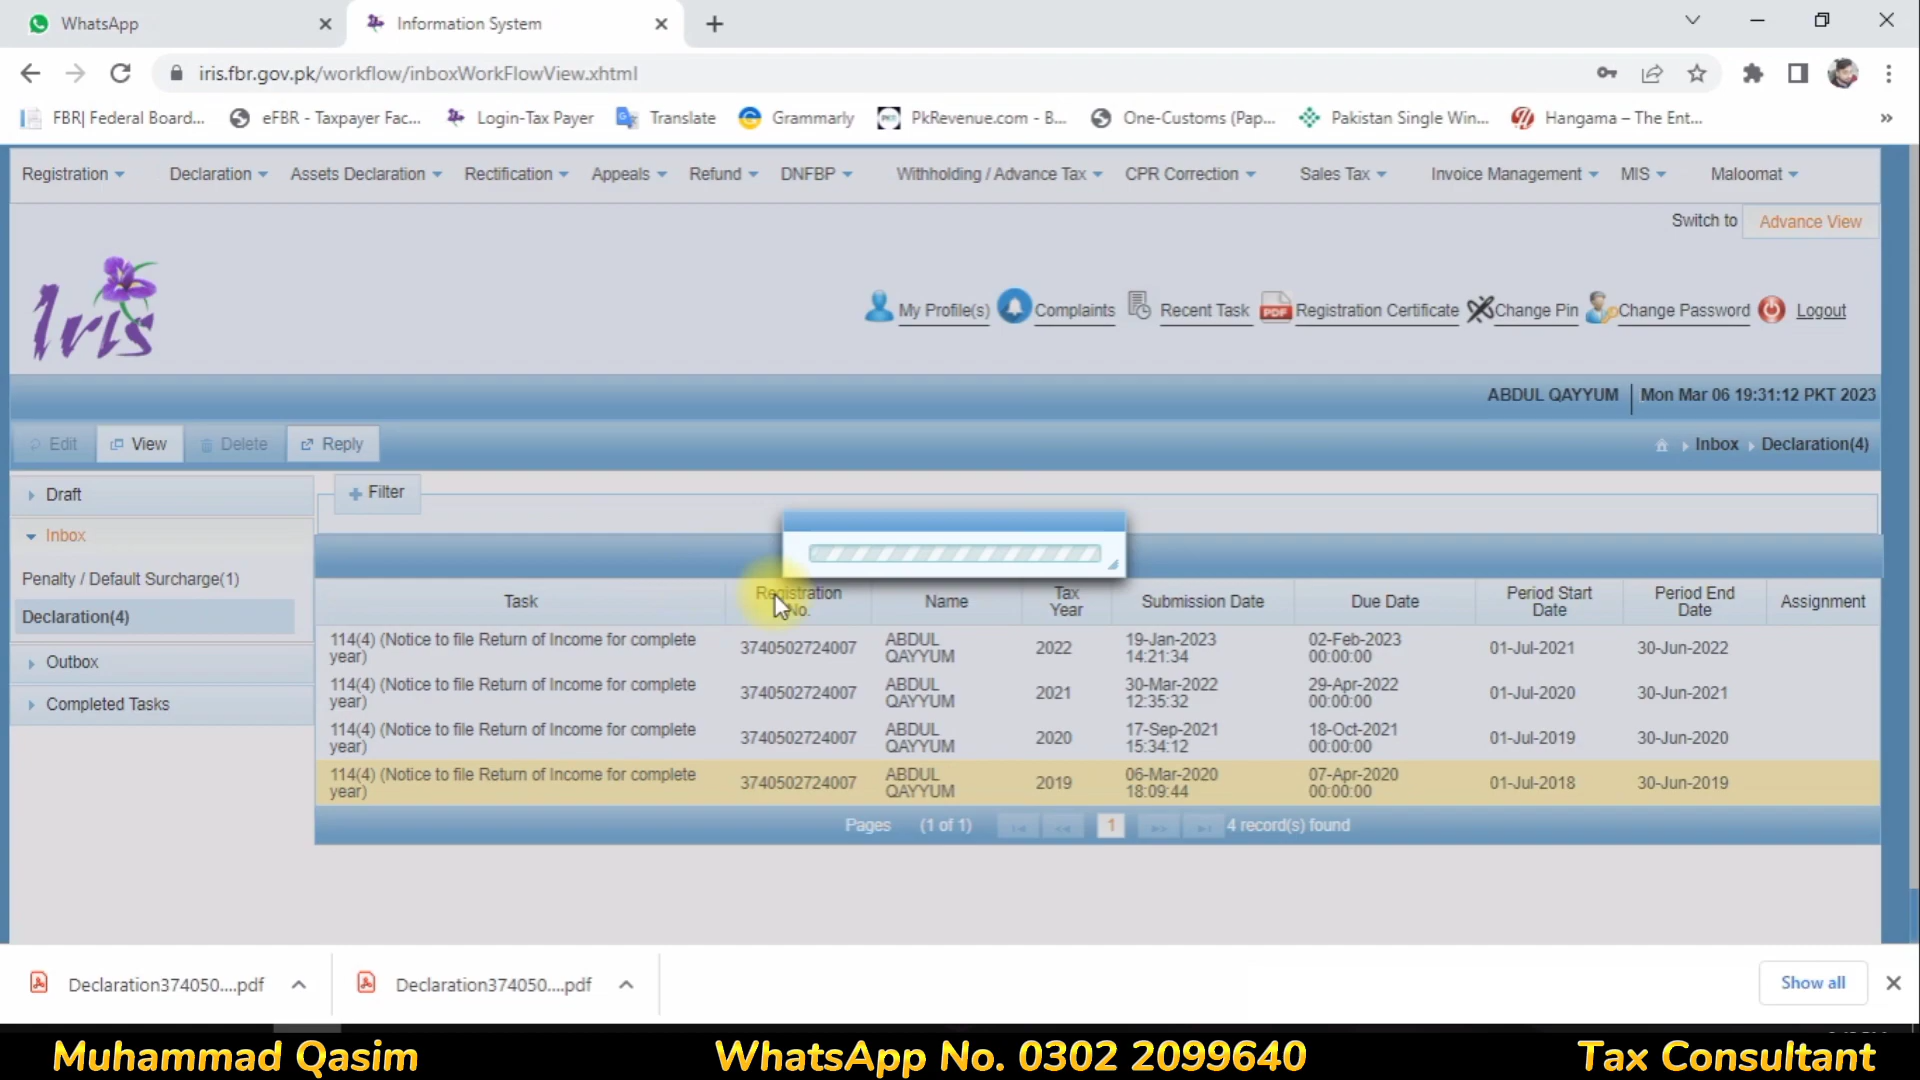 WhatsApp
Information System
iris.fbr.gov.pk/workflow/inboxWorkFlowView.xhtml
FBR| Federal Board... eFBR - Taxpayer Fac... Login-Tax Payer Translate Grammarly PkRevenue.com - B... One-Customs (Pap... Pakistan Single Win... Hangama – The Ent... »
Registration Declaration Assets Declaration Rectification Appeals Refund DNFBP Withholding / Advance Tax CPR Correction Sales Tax Invoice Management MIS Maloomat
Switch to Advance View
Iris
My Profile(s) Complaints Recent Task PDF Registration Certificate Change Pin Change Password Logout
ABDUL QAYYUM Mon Mar 06 19:31:12 PKT 2023
Edit View Delete Reply Inbox Declaration(4)
Draft
Inbox
Penalty / Default Surcharge(1)
Declaration(4)
Outbox
Completed Tasks
Filter
Task Registration No. Name Tax Year Submission Date Due Date Period Start Date Period End Date Assignment
114(4) (Notice to file Return of Income for complete year) 3740502724007 ABDUL QAYYUM 2022 19-Jan-2023 14:21:34 02-Feb-2023 00:00:00 01-Jul-2021 30-Jun-2022
114(4) (Notice to file Return of Income for complete year) 3740502724007 ABDUL QAYYUM 2021 30-Mar-2022 12:35:32 29-Apr-2022 00:00:00 01-Jul-2020 30-Jun-2021
114(4) (Notice to file Return of Income for complete year) 3740502724007 ABDUL QAYYUM 2020 17-Sep-2021 15:34:12 18-Oct-2021 00:00:00 01-Jul-2019 30-Jun-2020
114(4) (Notice to file Return of Income for complete year) 3740502724007 ABDUL QAYYUM 2019 06-Mar-2020 18:09:44 07-Apr-2020 00:00:00 01-Jul-2018 30-Jun-2019
Pages (1 of 1) 1 4 record(s) found
Declaration374050....pdf Declaration374050....pdf Show all
Muhammad Qasim WhatsApp No. 0302 2099640 Tax Consultant